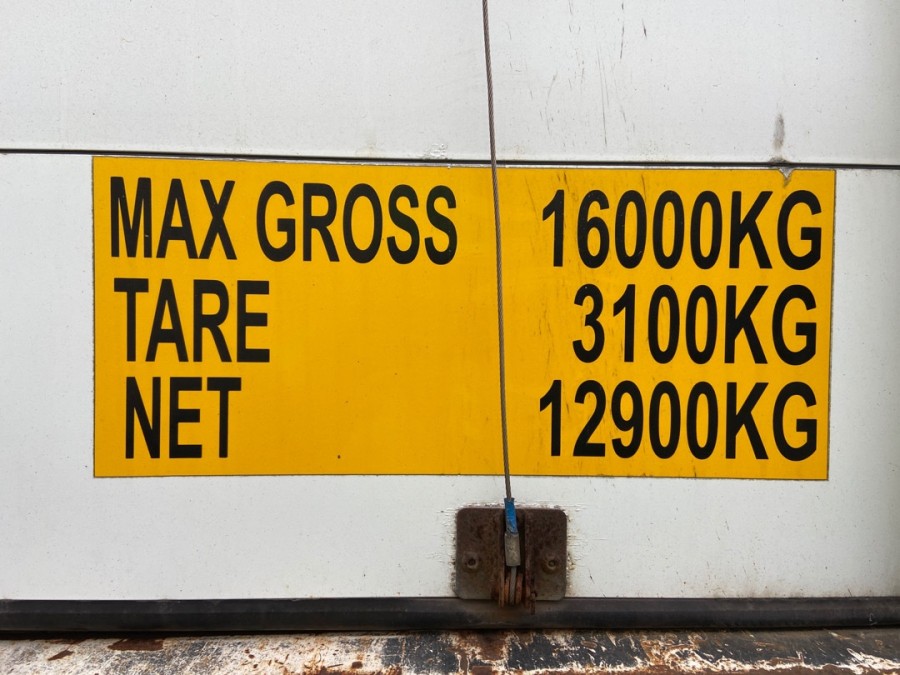 MAX GROSS 16000KG
TARE 3100KG
NET 12900KG